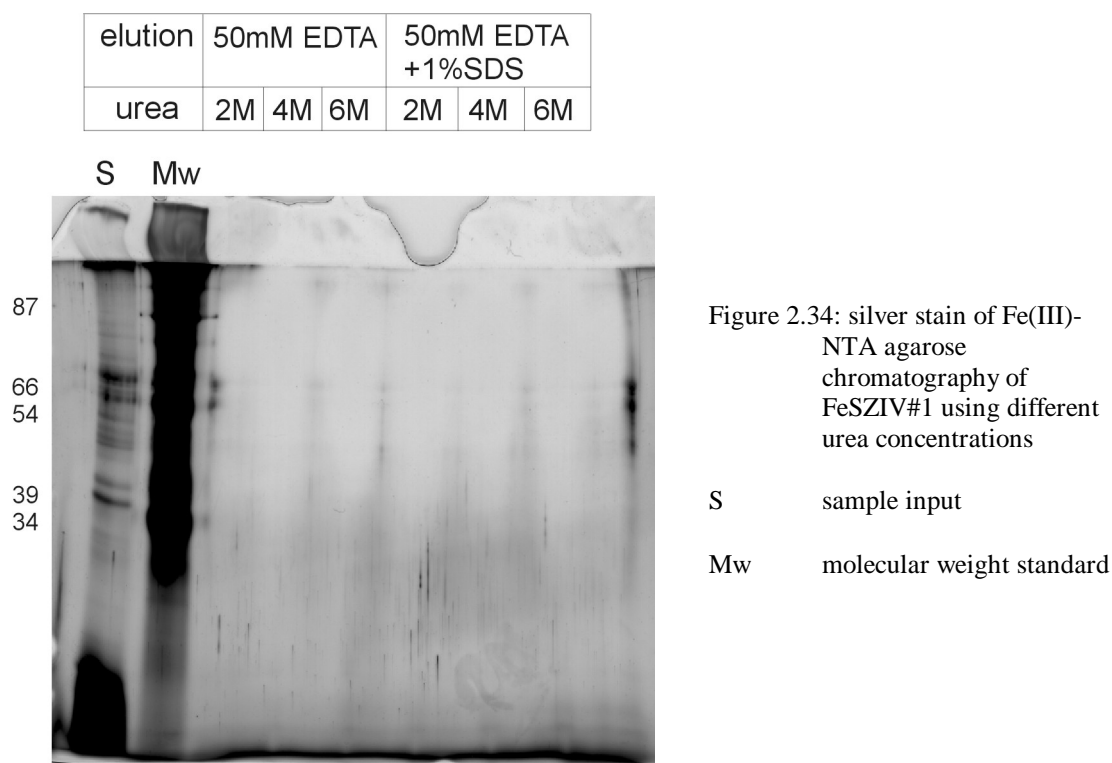 elution 50mM EDTA 50mM EDTA
+1%SDS
urea 2M 4M 6M 2M 4M 6M
S Mw
87
66
54
39
34
Figure 2.34: silver stain of Fe(III)-
NTA agarose
chromatography of
FeSZIV#1 using different
urea concentrations
S sample input
Mw molecular weight standard